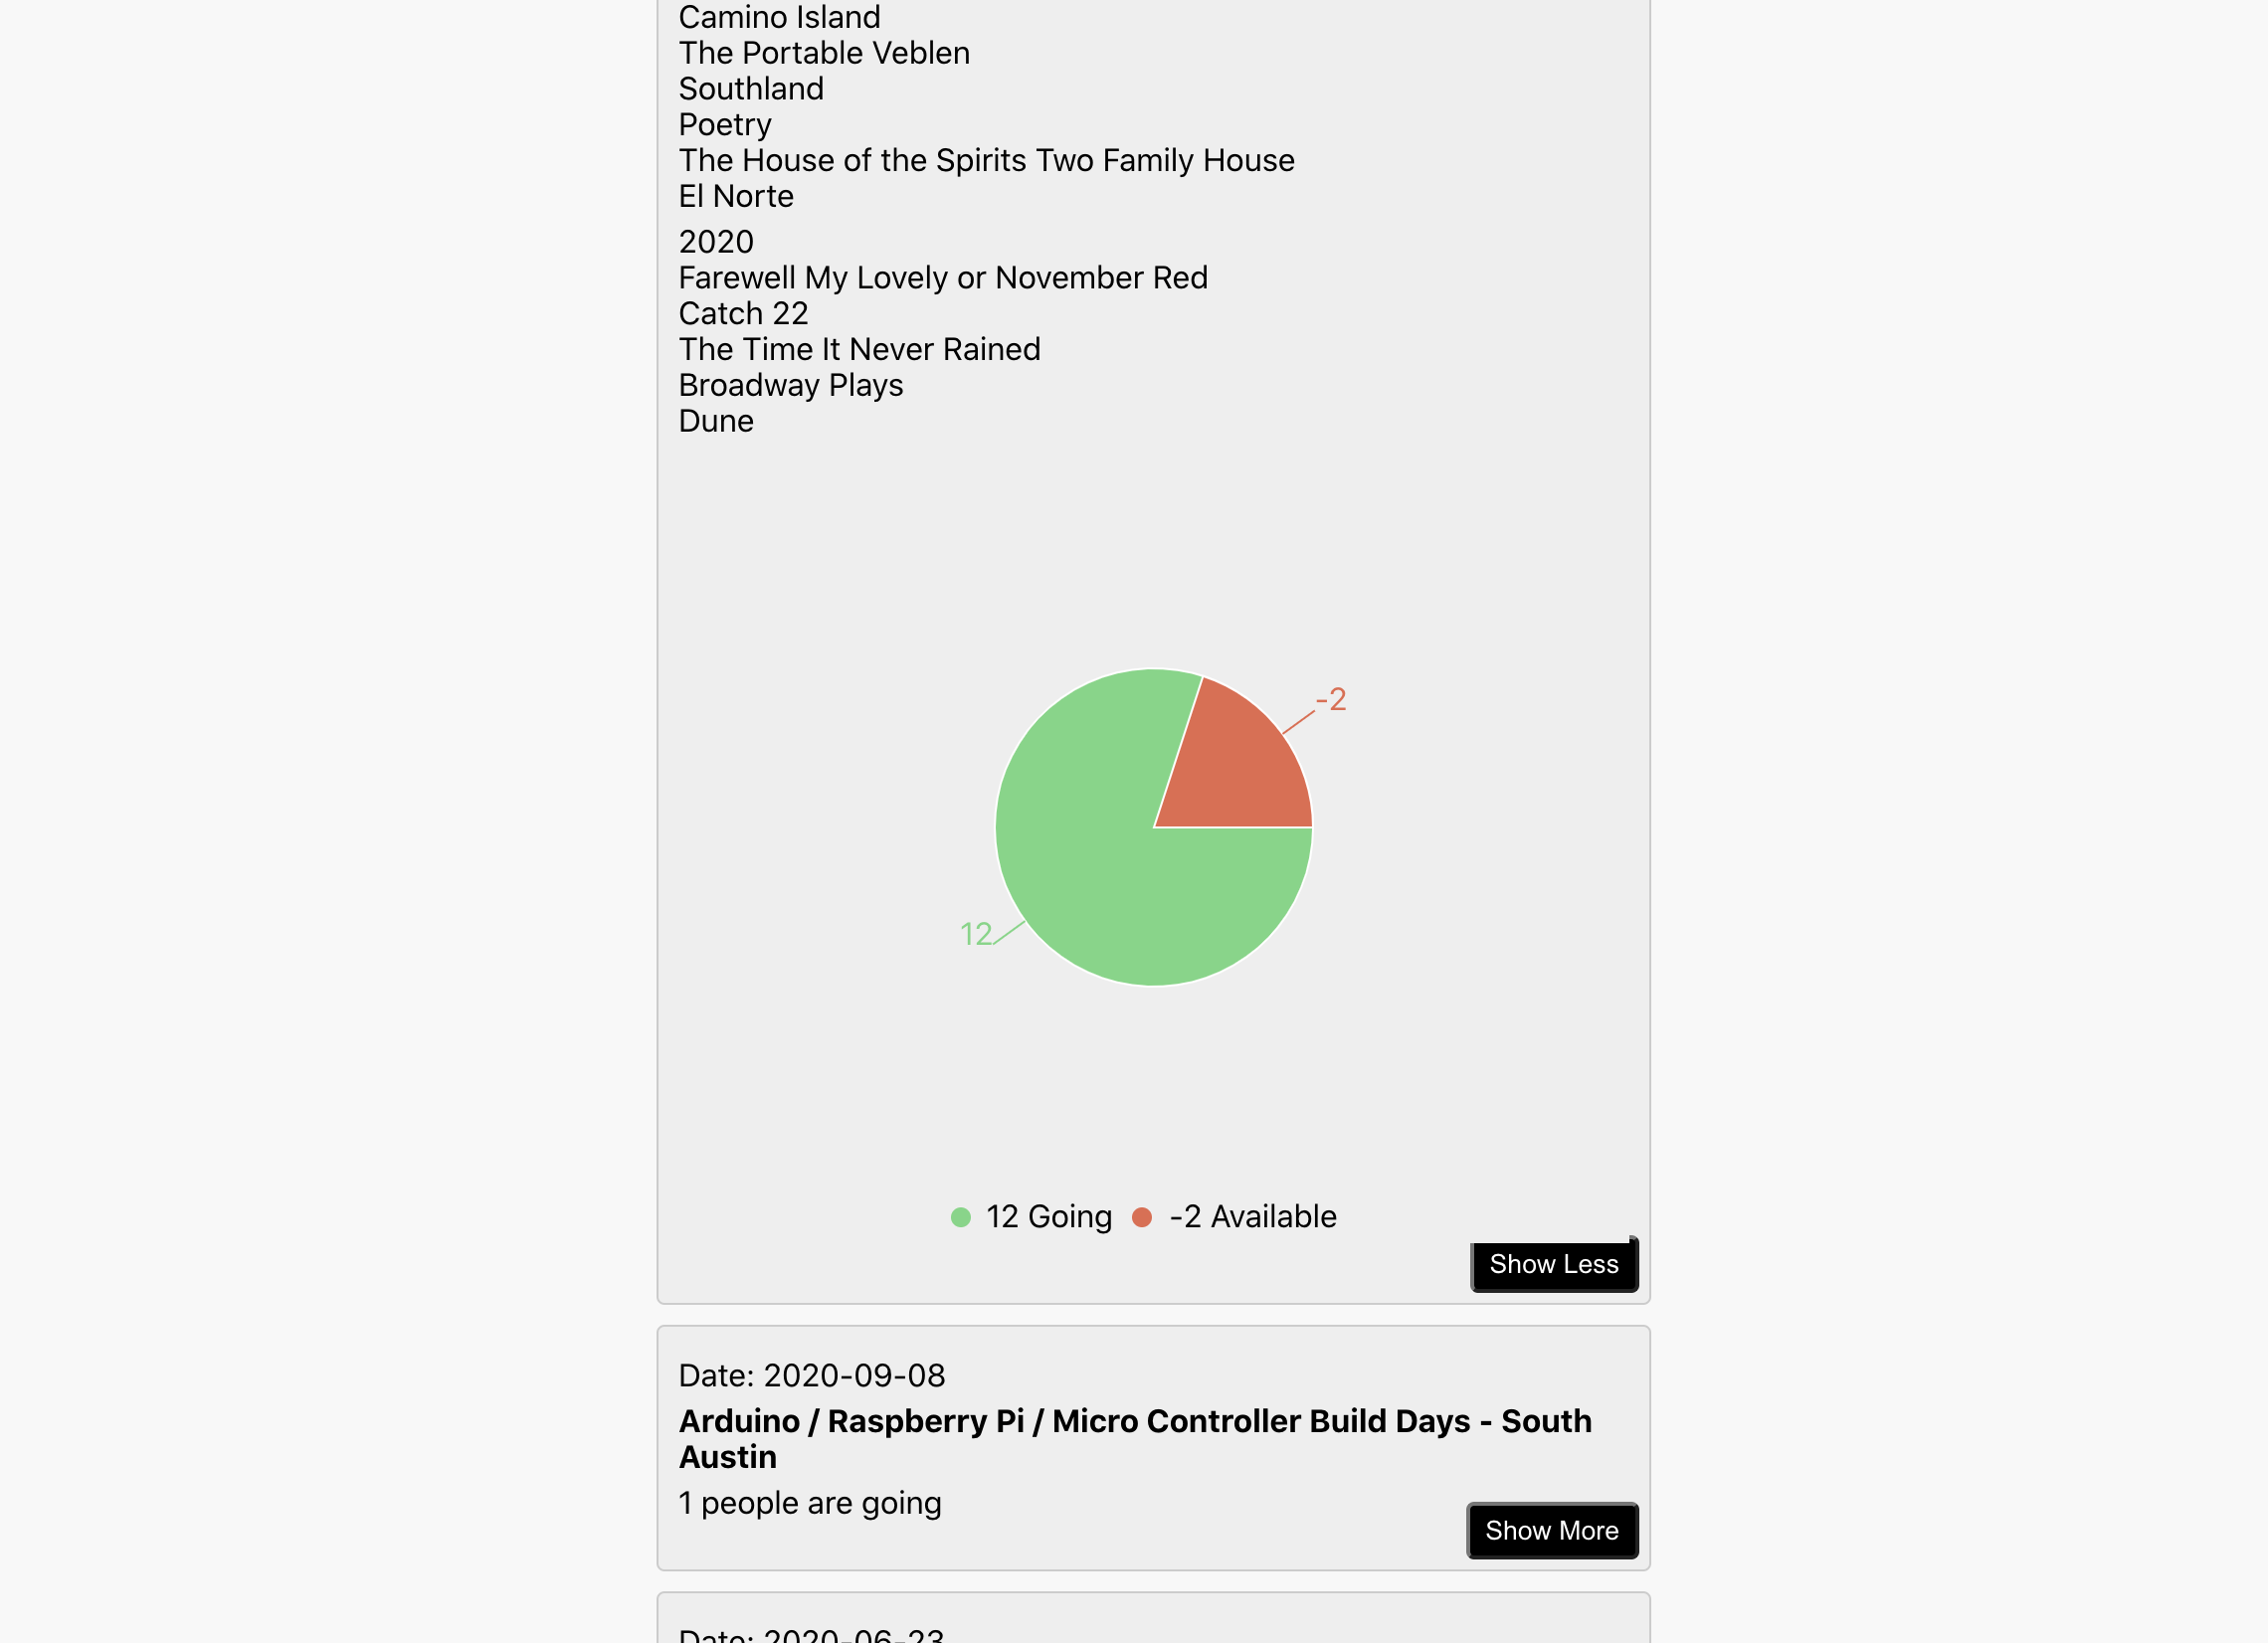 Camino Island
The Portable Veblen
Southland
Poetry
The House of the Spirits Two Family House
El Norte
2020
Farewell My Lovely or November Red
Catch 22
The Time It Never Rained
Broadway Plays
Dune
-2
12
12 Going
-2 Available
Show Less
Date: 2020-09-08
Arduino / Raspberry Pi / Micro Controller Build Days - South
Austin
1 people are going
Show More
Date: 2020-06-23